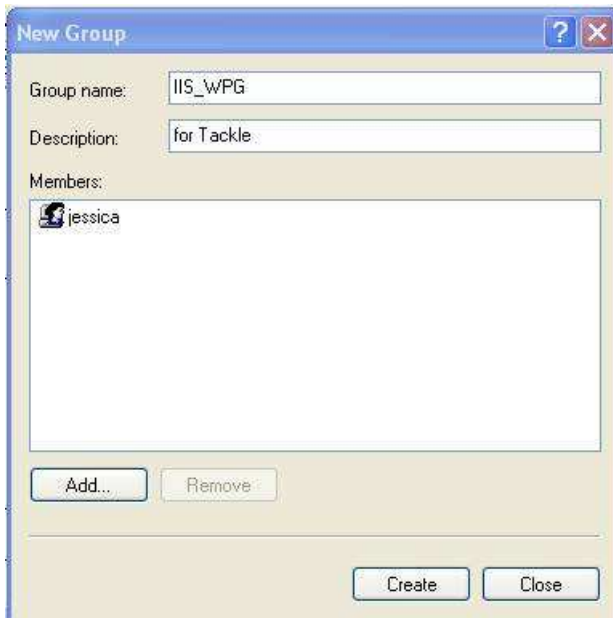 New Group
Group name: IIS_WPG
Description: for Tackle
Members:
jessica
Add... Remove
Create Close